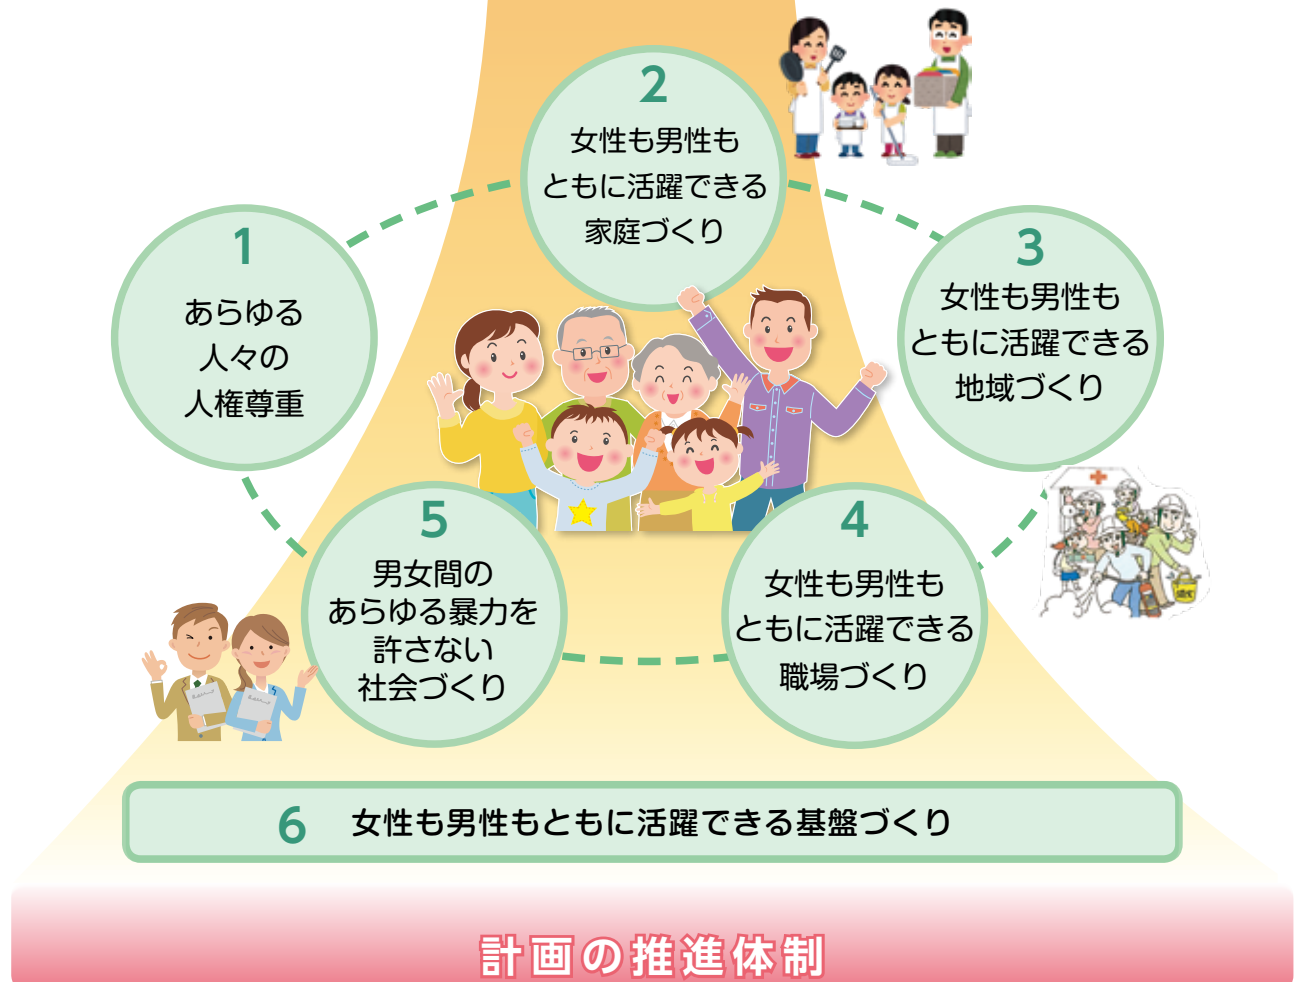 1
あらゆる
人々の
人権尊重
2
女性も男性も
ともに活躍できる
家庭づくり
3
女性も男性も
ともに活躍できる
地域づくり
4
女性も男性も
ともに活躍できる
職場づくり
5
男女間の
あらゆる暴力を
許さない
社会づくり
6 女性も男性もともに活躍できる基盤づくり
計画の推進体制